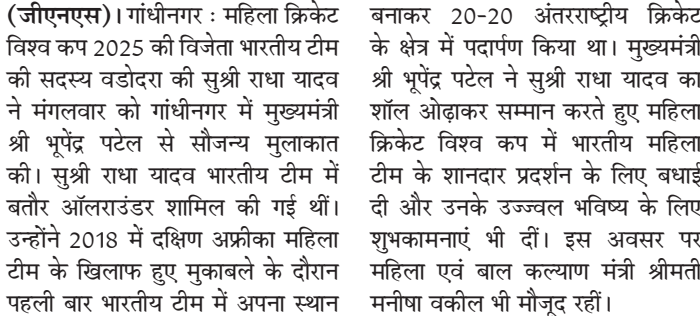 (जीएनएस)। गांधीनगर : महिला क्रिकेट
विश्व कप 2025 की विजेता भारतीय टीम
की सदस्य वडोदरा की सुश्री राधा यादव
ने मंगलवार को गांधीनगर में मुख्यमंत्री
श्री भूपेंद्र पटेल से सौजन्य मुलाकात
की। सुश्री राधा यादव भारतीय टीम में
बतौर ऑलराउंडर शामिल की गई थीं।
उन्होंने 2018 में दक्षिण अफ्रीका महिला
टीम के खिलाफ हुए मुकाबले के दौरान
पहली बार भारतीय टीम में अपना स्थान
बनाकर 20-20 अंतरराष्ट्रीय क्रिकेट
के क्षेत्र में पदार्पण किया था। मुख्यमंत्री
श्री भूपेंद्र पटेल ने सुश्री राधा यादव का
शॉल ओढ़ाकर सम्मान करते हुए महिला
क्रिकेट विश्व कप में भारतीय महिला
टीम के शानदार प्रदर्शन के लिए बधाई
दी और उनके उज्ज्वल भविष्य के लिए
शुभकामनाएं भी दीं। इस अवसर पर
महिला एवं बाल कल्याण मंत्री श्रीमती
मनीषा वकील भी मौजूद रहीं।